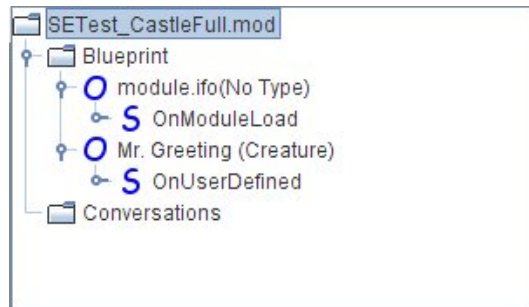 SETest_CastleFull.mod
Blueprint
O module.ifo(No Type)
S OnModuleLoad
O Mr. Greeting (Creature)
S OnUserDefined
Conversations